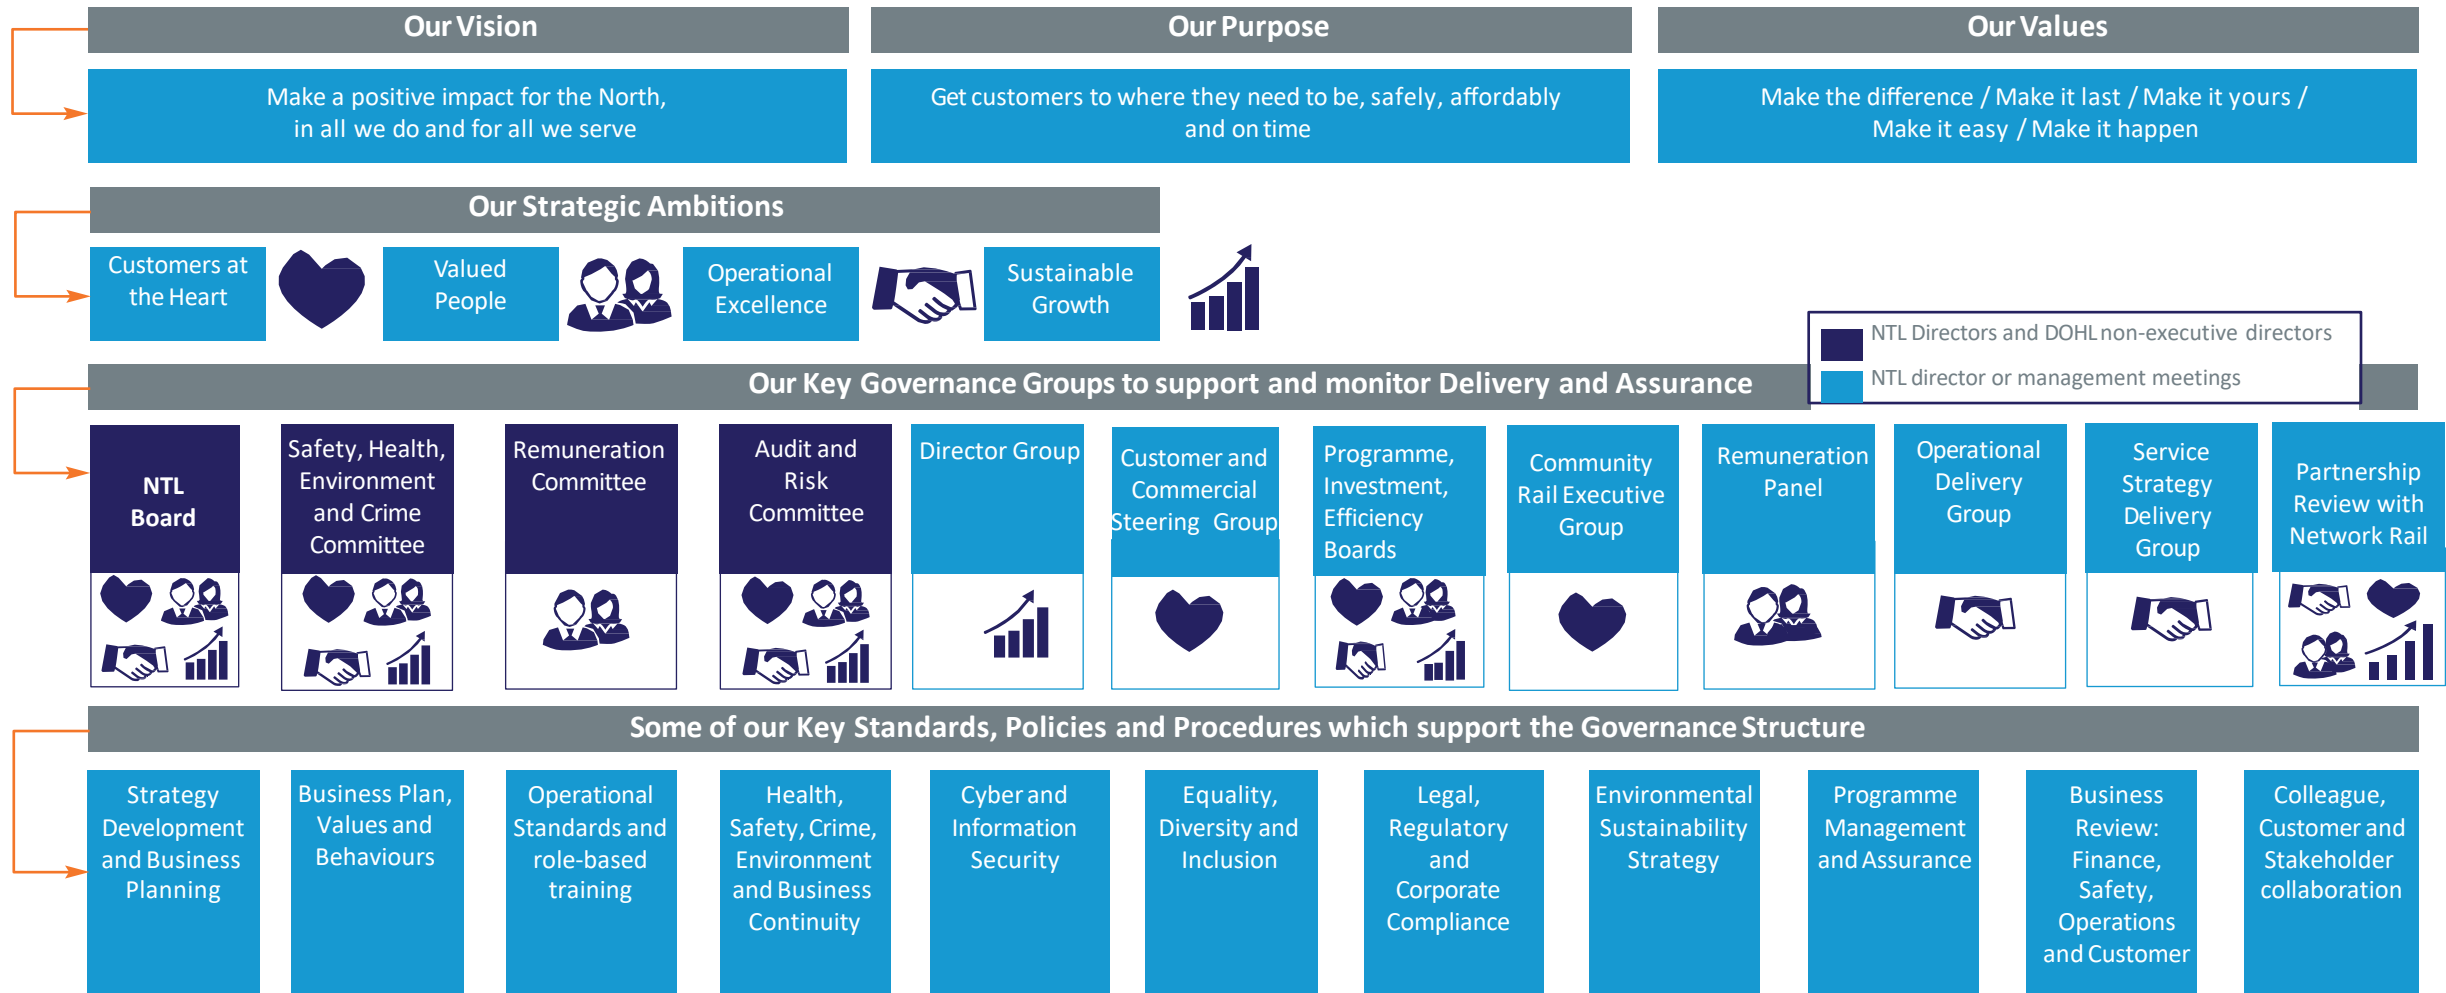 Our Vision
Make a positive impact for the North,
in all we do and for all we serve
Our Purpose
Get customers to where they need to be, safely, affordably
and on time
Our Values
Make the difference / Make it last / Make it yours /
Make it easy / Make it happen
Our Strategic Ambitions
Customers at
the Heart
Valued
People
Operational
Excellence
Sustainable
Growth
NTL Directors and DOHL non-executive directors
NTL director or management meetings
Our Key Governance Groups to support and monitor Delivery and Assurance
NTL
Board
Safety, Health,
Environment
and Crime
Committee
Remuneration
Committee
Audit and
Risk
Committee
Director Group
Customer and
Commercial
Steering Group
Programme,
Investment,
Efficiency
Boards
Community
Rail Executive
Group
Remuneration
Panel
Operational
Delivery
Group
Service
Strategy
Delivery
Group
Partnership
Review with
Network Rail
Some of our Key Standards, Policies and Procedures which support the Governance Structure
Strategy
Development
and Business
Planning
Business Plan,
Values and
Behaviours
Operational
Standards and
role-based
training
Health,
Safety, Crime,
Environment
and Business
Continuity
Cyber and
Information
Security
Equality,
Diversity and
Inclusion
Legal,
Regulatory
and
Corporate
Compliance
Environmental
Sustainability
Strategy
Programme
Management
and Assurance
Business
Review:
Finance,
Safety,
Operations
and Customer
Colleague,
Customer and
Stakeholder
collaboration